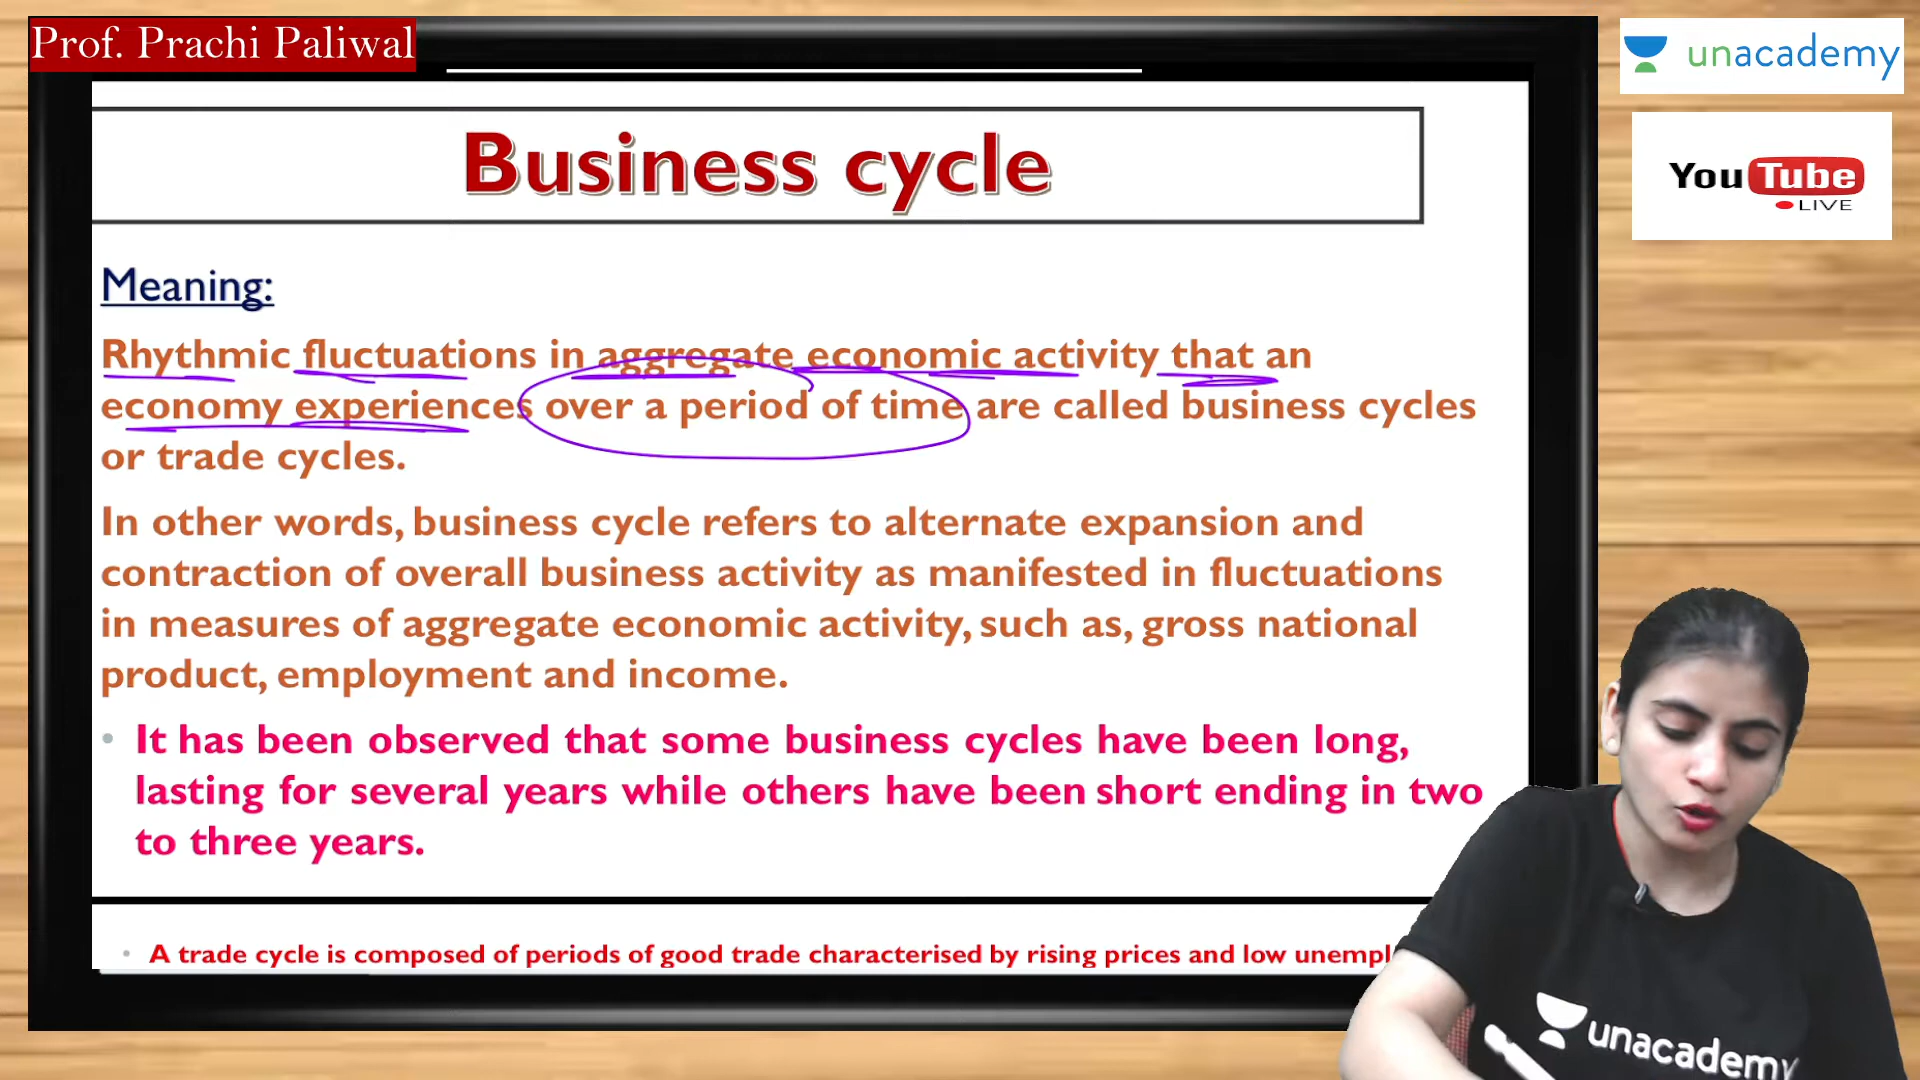 Prof. Prachi Paliwal
unacademy
YouTube
LIVE
Business cycle
Meaning:
Rhythmic fluctuations in aggregate economic activity that an
economy experiences over a period of time are called business cycles
or trade cycles.
In other words, business cycle refers to alternate expansion and
contraction of overall business activity as manifested in fluctuations
in measures of aggregate economic activity, such as, gross national
product, employment and income.
• It has been observed that some business cycles have been long,
lasting for several years while others have been short ending in two
to three years.
• A trade cycle is composed of periods of good trade characterised by rising prices and low
unacademy